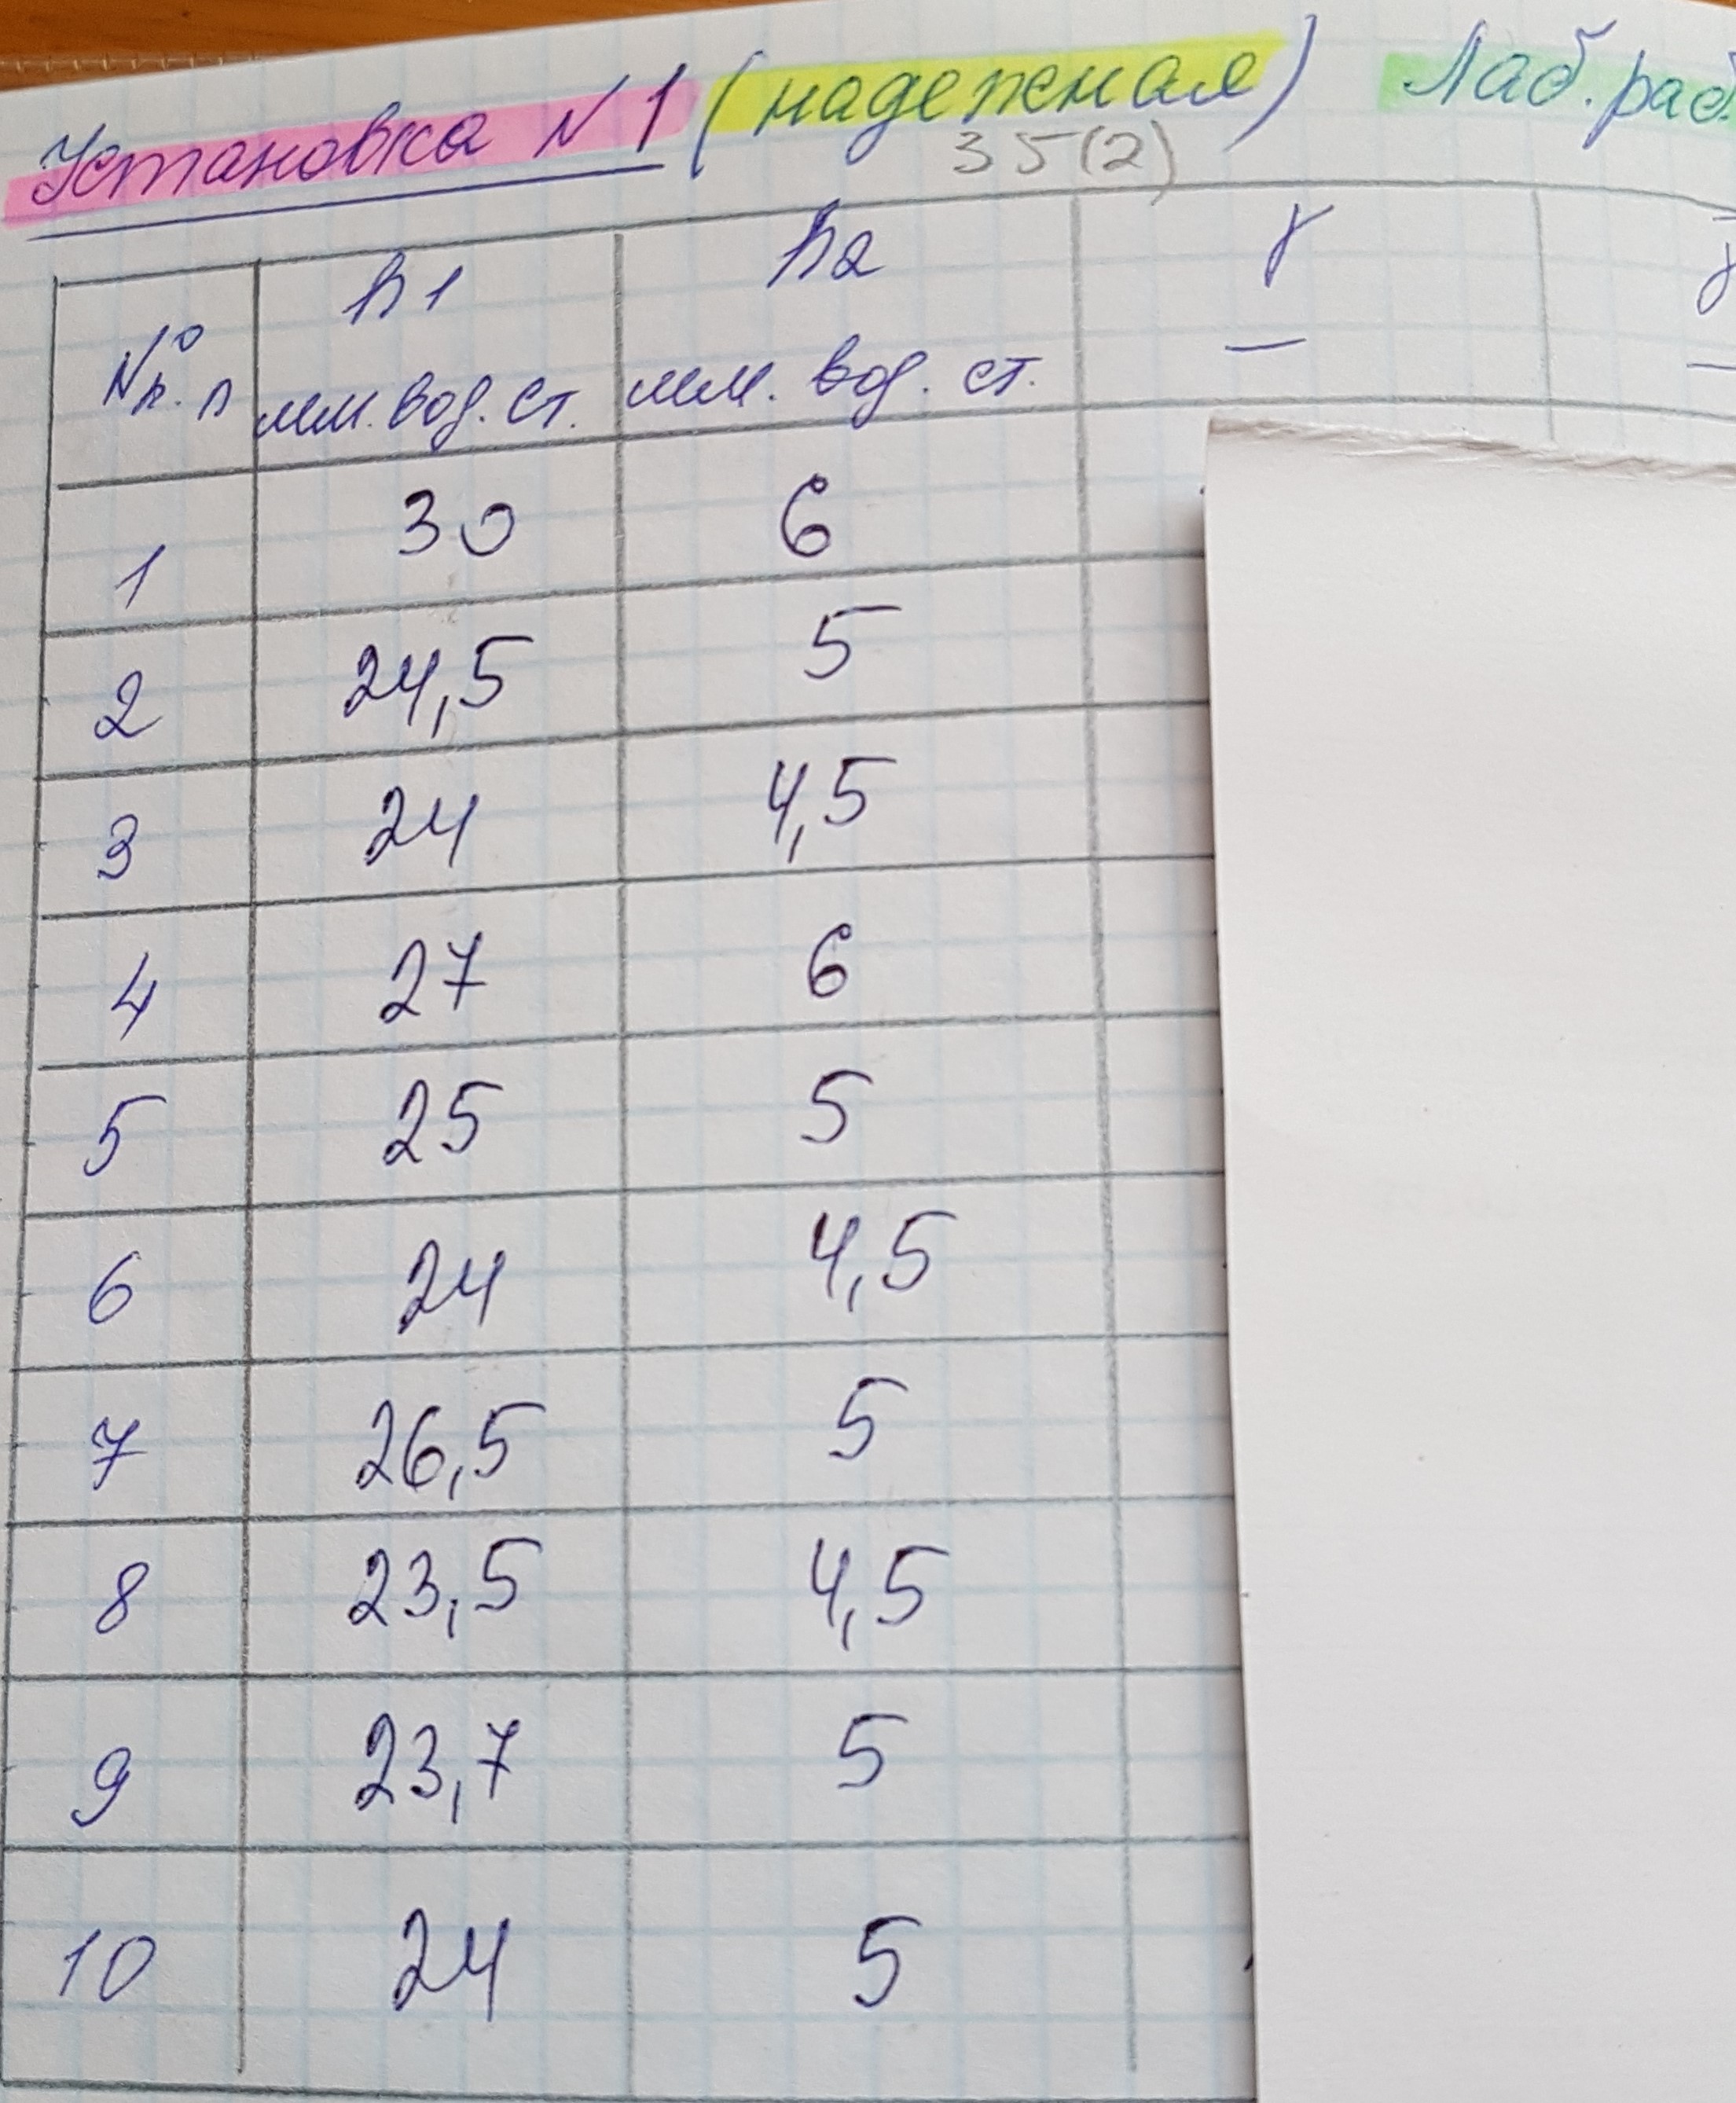 Установка №1 (надежная) Лаб. раб.
35(2)
№ п.п h1 h2 γ γ
мм. вод. ст. мм. вод. ст. — —
1 30 6
2 24,5 5
3 24 4,5
4 27 6
5 25 5
6 24 4,5
7 26,5 5
8 23,5 4,5
9 23,7 5
10 24 5